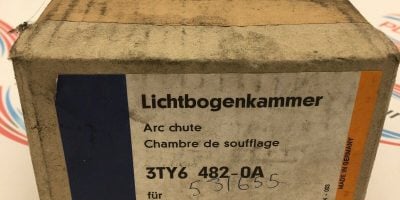 Lichtbogenkammer
Arc chute
Chambre de soufflage
3TY6 482-0A
für
531655
MADE IN GERMANY